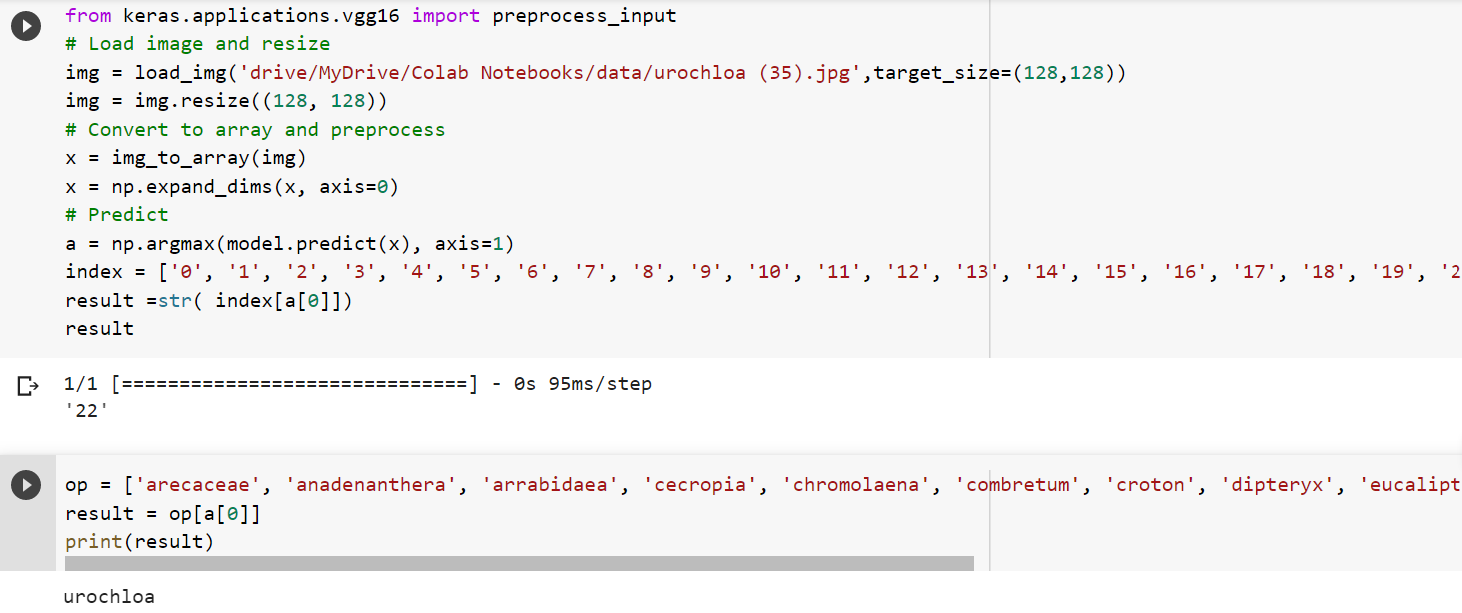 from keras.applications.vgg16 import preprocess_input
# Load image and resize
img = load_img('drive/MyDrive/Colab Notebooks/data/urochloa (35).jpg',target_size=(128,128))
img = img.resize((128, 128))
# Convert to array and preprocess
x = img_to_array(img)
x = np.expand_dims(x, axis=0)
# Predict
a = np.argmax(model.predict(x), axis=1)
index = ['0', '1', '2', '3', '4', '5', '6', '7', '8', '9', '10', '11', '12', '13', '14', '15', '16', '17', '18', '19', '2
result =str( index[a[0]])
result
1/1 [==============================] - 0s 95ms/step
'22'
op = ['arecaceae', 'anadenanthera', 'arrabidaea', 'cecropia', 'chromolaena', 'combretum', 'croton', 'dipteryx', 'eucalipt
result = op[a[0]]
print(result)
urochloa